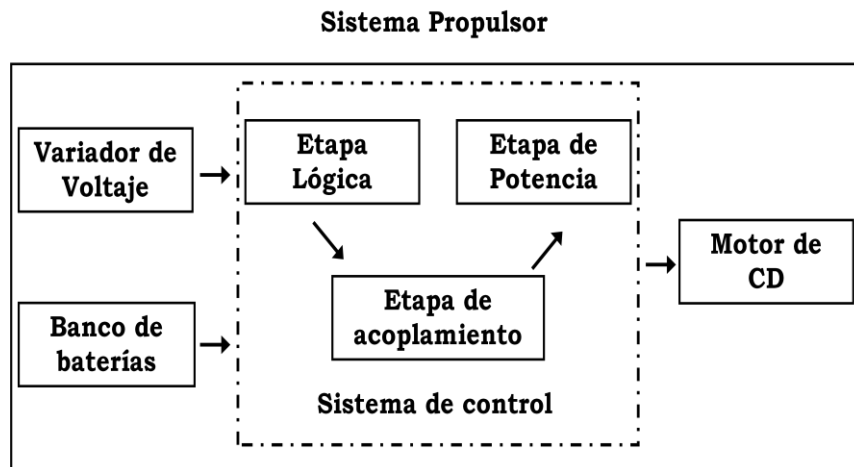 Sistema Propulsor
Variador de
Voltaje
Etapa
Lógica
Etapa de
Potencia
Motor de
CD
Etapa de
acoplamiento
Banco de
baterías
Sistema de control